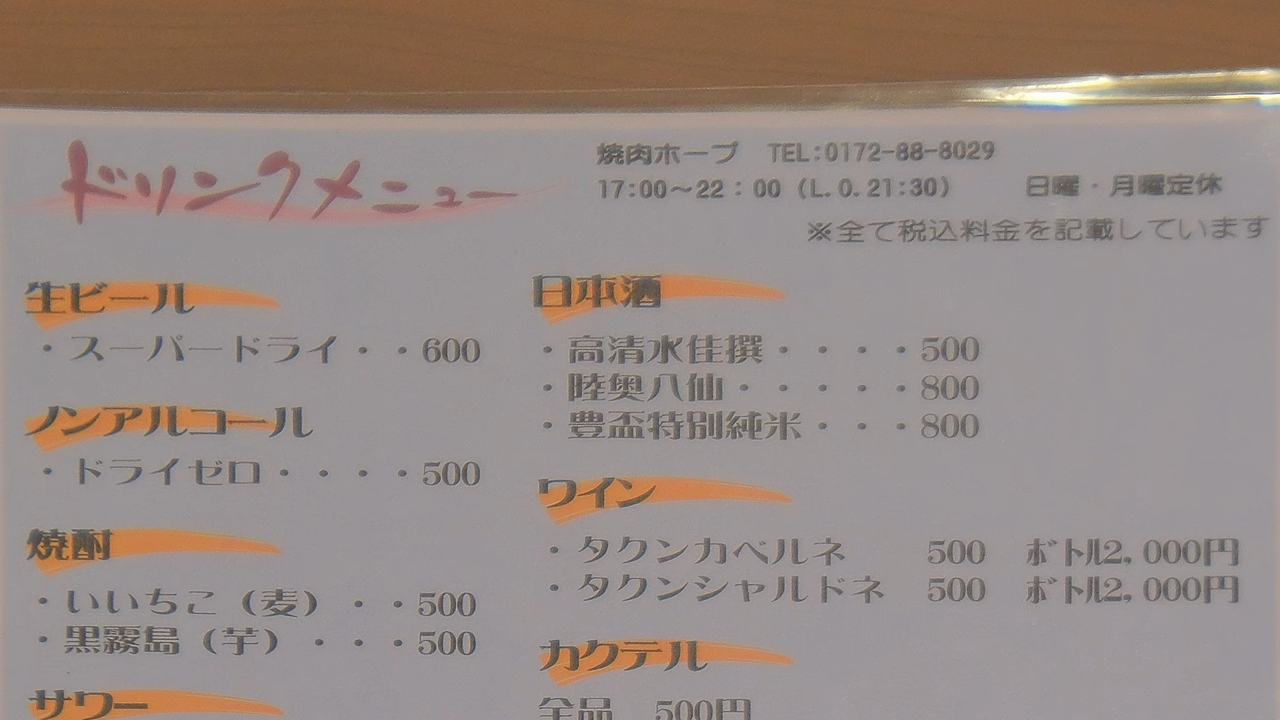 ドリンクメニュー
焼肉ホープ　TEL:0172-88-8029
17:00～22:00 (L.O.21:30)　日曜・月曜定休
※全て税込料金を記載しています
生ビール
・スーパードライ・・600
ノンアルコール
・ドライゼロ・・・・500
焼酎
・いいちこ（麦）・・500
・黒霧島（芋）・・・500
サワー
日本酒
・高清水佳撰・・・・500
・陸奥八仙・・・・・800
・豊盃特別純米・・・800
ワイン
・タクンカベルネ　500　ﾎﾞﾄﾙ2,000円
・タクンシャルドネ　500　ﾎﾞﾄﾙ2,000円
カクテル
全品　500円